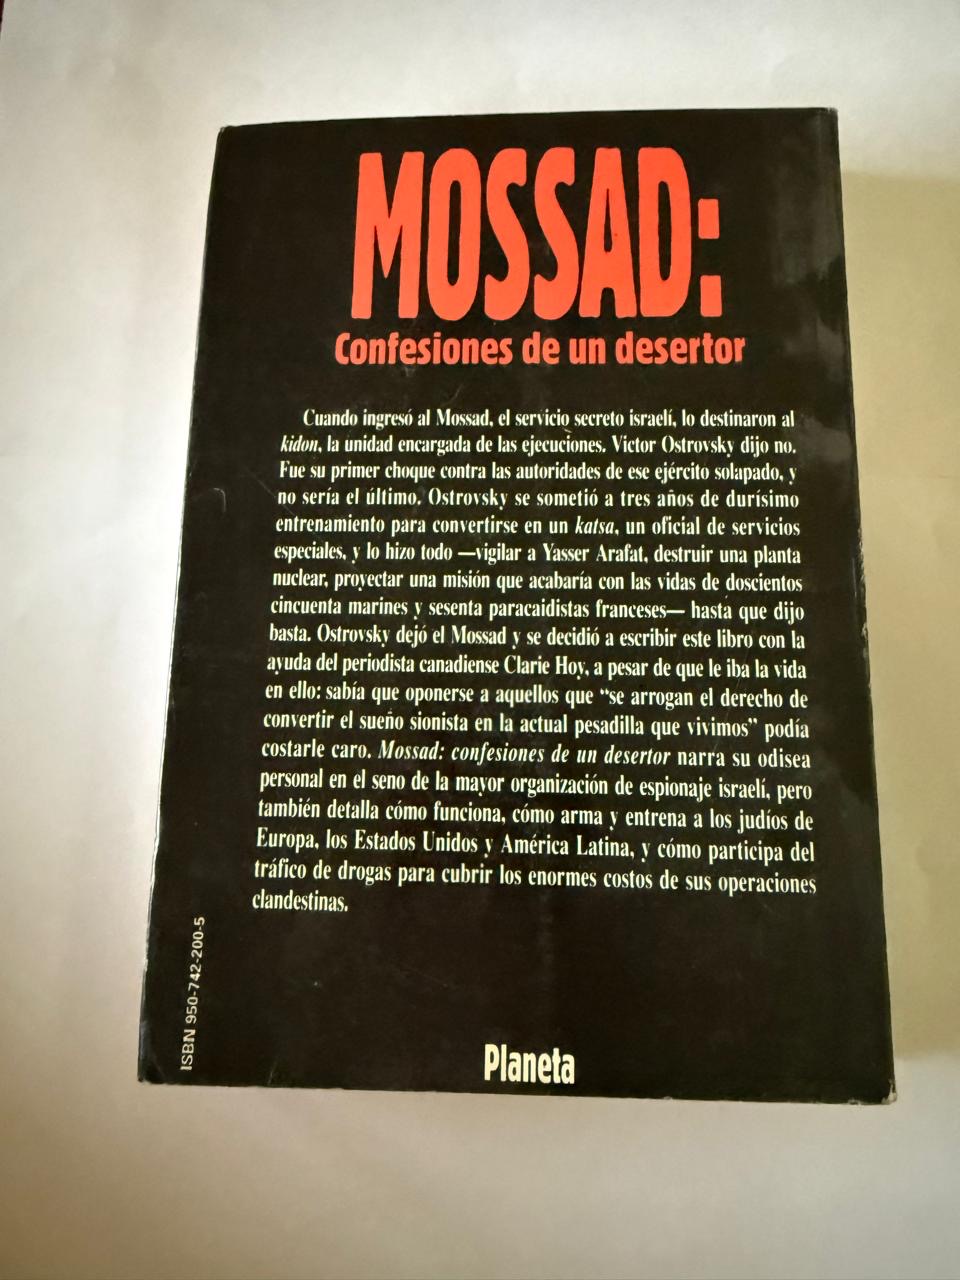 MOSSAD:
Confesiones de un desertor
Cuando ingresó al Mossad, el servicio secreto israelí, lo destinaron al
kidon, la unidad encargada de las ejecuciones. Victor Ostrovsky dijo no.
Fue su primer choque contra las autoridades de ese ejército solapado, y
no sería el último. Ostrovsky se sometió a tres años de durísimo
entrenamiento para convertirse en un katsa, un oficial de servicios
especiales, y lo hizo todo —vigilar a Yasser Arafat, destruir una planta
nuclear, proyectar una misión que acabaría con las vidas de doscientos
cincuenta marines y sesenta paracaidistas franceses— hasta que dijo
basta. Ostrovsky dejó el Mossad y se decidió a escribir este libro con la
ayuda del periodista canadiense Clarie Hoy, a pesar de que le iba la vida
en ello: sabía que oponerse a aquellos que “se arrogan el derecho de
convertir el sueño sionista en la actual pesadilla que vivimos” podía
costarle caro. Mossad: confesiones de un desertor narra su odisea
personal en el seno de la mayor organización de espionaje israelí, pero
también detalla cómo funciona, cómo arma y entrena a los judíos de
Europa, los Estados Unidos y América Latina, y cómo participa del
tráfico de drogas para cubrir los enormes costos de sus operaciones
clandestinas.
ISBN 950-742-200-5
Planeta